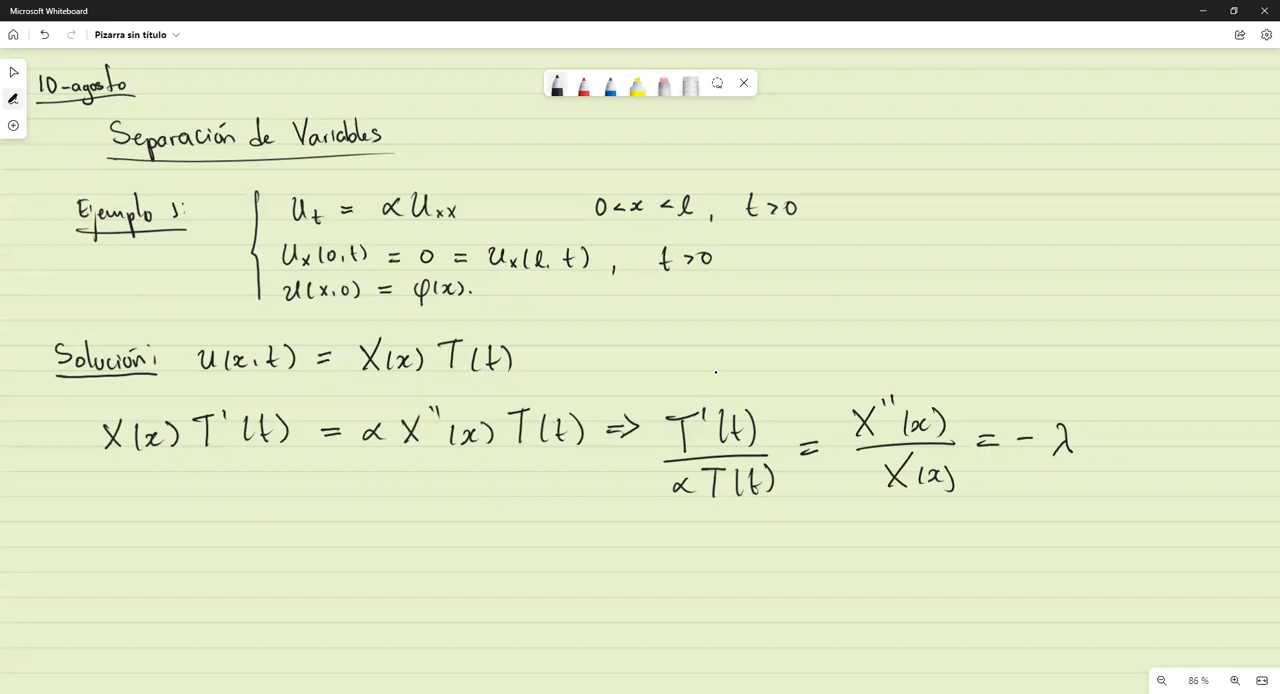 Microsoft Whiteboard
Pizarra sin título
10-agosto
Separación de Variables
Ejemplo 1: u_t = α u_xx 0 < x < l, t > 0
u_x(0,t) = 0 = u_x(l,t), t > 0
u(x,0) = φ(x).
Solución: u(x,t) = X(x) T(t)
X(x) T'(t) = α X''(x) T(t) => T'(t) / α T(t) = X''(x) / X(x) = - λ
86 %